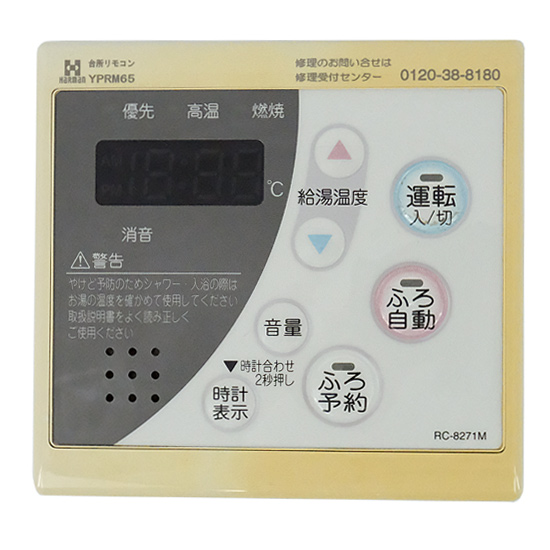 HARMAN
台所リモコン
YPRM65
修理のお問い合せは
修理受付センター 0120-38-8180
優先 高温 燃焼
AM
PM
℃
消音
給湯温度
運転
入/切
⚠警告
やけど予防のためシャワー・入浴の際は
お湯の温度を確かめて使用してください
取扱説明書をよく読み正しく
ご使用ください
ふろ
自動
音量
▼時計合わせ
2秒押し
時計
表示
ふろ
予約
RC-8271M